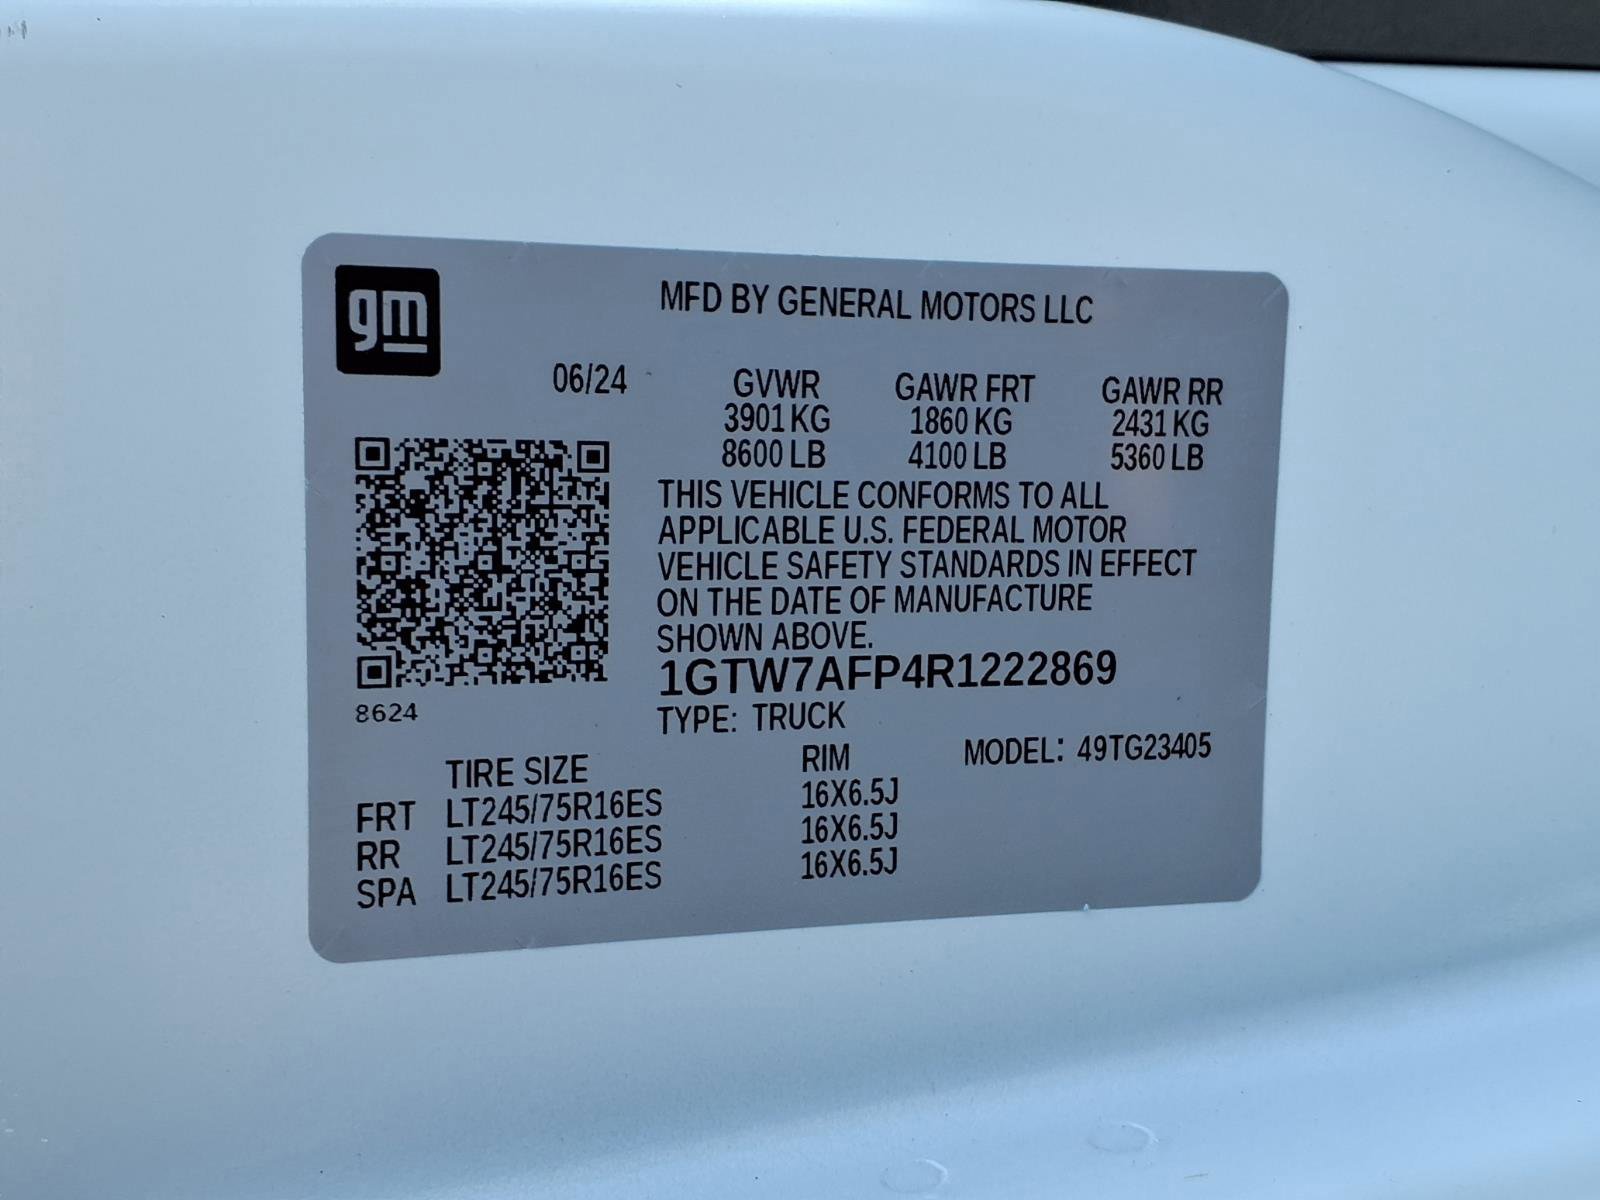 gm
MFD BY GENERAL MOTORS LLC
06/24 GVWR GAWR FRT GAWR RR
3901 KG 1860 KG 2431 KG
8600 LB 4100 LB 5360 LB
THIS VEHICLE CONFORMS TO ALL
APPLICABLE U.S. FEDERAL MOTOR
VEHICLE SAFETY STANDARDS IN EFFECT
ON THE DATE OF MANUFACTURE
SHOWN ABOVE.
1GTW7AFP4R1222869
8624
TYPE: TRUCK
TIRE SIZE RIM MODEL: 49TG23405
FRT LT245/75R16ES 16X6.5J
RR LT245/75R16ES 16X6.5J
SPA LT245/75R16ES 16X6.5J